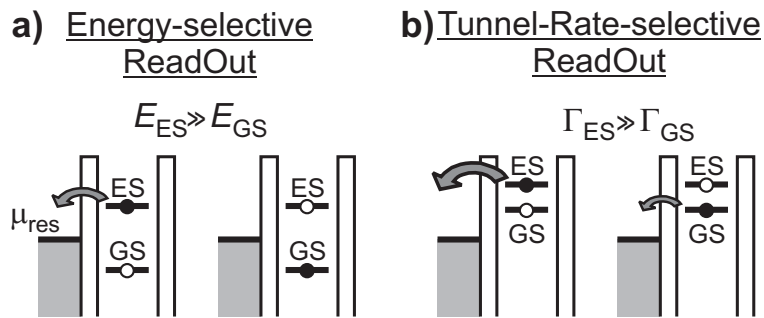 a) Energy-selective
ReadOut
E_ES ≫ E_GS
ES
ES
μ_res
GS
GS
b) Tunnel-Rate-selective
ReadOut
Γ_ES ≫ Γ_GS
ES
ES
GS
GS